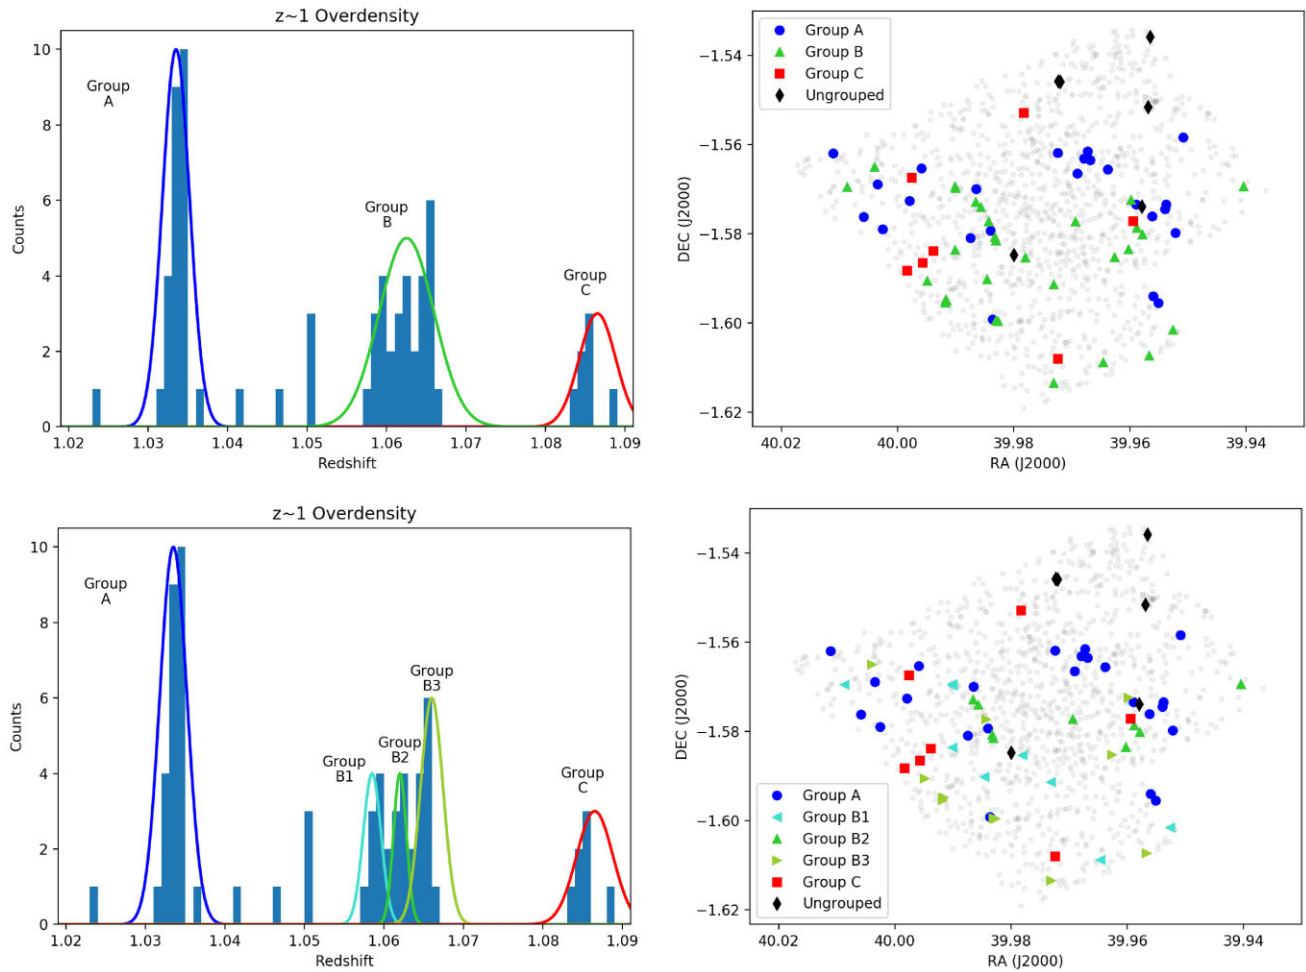 z~1 Overdensity
10
8
6
4
2
0
Counts
Group
A
Group
B
Group
C
1.02 1.03 1.04 1.05 1.06 1.07 1.08 1.09
Redshift
Group A
Group B
Group C
Ungrouped
−1.54
−1.56
−1.58
−1.60
−1.62
DEC (J2000)
40.02 40.00 39.98 39.96 39.94
RA (J2000)
z~1 Overdensity
10
8
6
4
2
0
Counts
Group
A
Group
B1
Group
B2
Group
B3
Group
C
1.02 1.03 1.04 1.05 1.06 1.07 1.08 1.09
Redshift
−1.54
−1.56
−1.58
−1.60
−1.62
DEC (J2000)
Group A
Group B1
Group B2
Group B3
Group C
Ungrouped
40.02 40.00 39.98 39.96 39.94
RA (J2000)